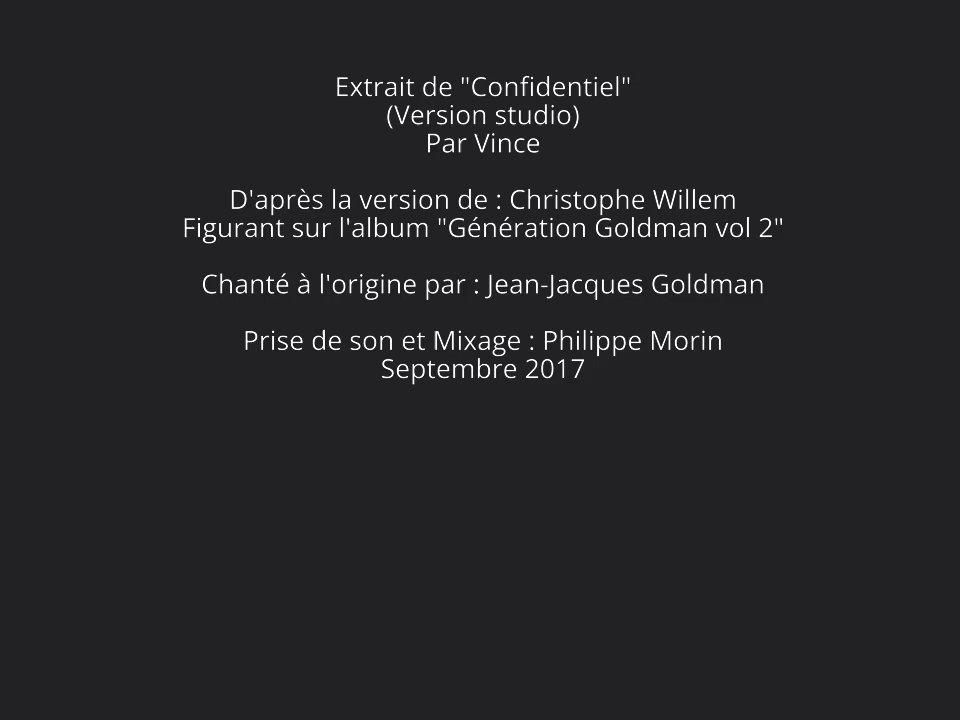 Extrait de "Confidentiel"
(Version studio)
Par Vince
D'après la version de : Christophe Willem
Figurant sur l'album "Génération Goldman vol 2"
Chanté à l'origine par : Jean-Jacques Goldman
Prise de son et Mixage : Philippe Morin
Septembre 2017